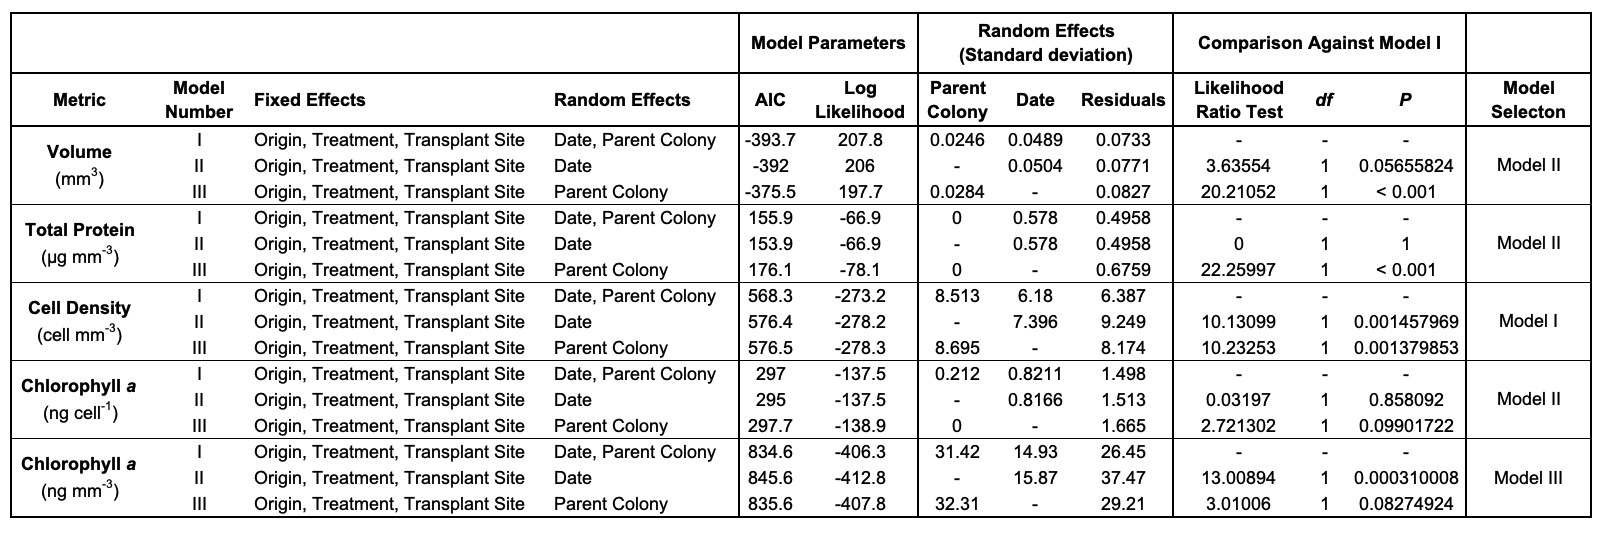 Model Parameters Random Effects (Standard deviation) Comparison Against Model I
Metric Model Number Fixed Effects Random Effects AIC Log Likelihood Parent Colony Date Residuals Likelihood Ratio Test df P Model Selecton
Volume (mm³)
I Origin, Treatment, Transplant Site Date, Parent Colony -393.7 207.8 0.0246 0.0489 0.0733 - - -
II Origin, Treatment, Transplant Site Date -392 206 - 0.0504 0.0771 3.63554 1 0.05655824 Model II
III Origin, Treatment, Transplant Site Parent Colony -375.5 197.7 0.0284 - 0.0827 20.21052 1 < 0.001
Total Protein (µg mm⁻³)
I Origin, Treatment, Transplant Site Date, Parent Colony 155.9 -66.9 0 0.578 0.4958 - - -
II Origin, Treatment, Transplant Site Date 153.9 -66.9 - 0.578 0.4958 0 1 1 Model II
III Origin, Treatment, Transplant Site Parent Colony 176.1 -78.1 0 - 0.6759 22.25997 1 < 0.001
Cell Density (cell mm⁻³)
I Origin, Treatment, Transplant Site Date, Parent Colony 568.3 -273.2 8.513 6.18 6.387 - - -
II Origin, Treatment, Transplant Site Date 576.4 -278.2 - 7.396 9.249 10.13099 1 0.001457969 Model I
III Origin, Treatment, Transplant Site Parent Colony 576.5 -278.3 8.695 - 8.174 10.23253 1 0.001379853
Chlorophyll a (ng cell⁻¹)
I Origin, Treatment, Transplant Site Date, Parent Colony 297 -137.5 0.212 0.8211 1.498 - - -
II Origin, Treatment, Transplant Site Date 295 -137.5 - 0.8166 1.513 0.03197 1 0.858092 Model II
III Origin, Treatment, Transplant Site Parent Colony 297.7 -138.9 0 - 1.665 2.721302 1 0.09901722
Chlorophyll a (ng mm⁻³)
I Origin, Treatment, Transplant Site Date, Parent Colony 834.6 -406.3 31.42 14.93 26.45 - - -
II Origin, Treatment, Transplant Site Date 845.6 -412.8 - 15.87 37.47 13.00894 1 0.000310008 Model III
III Origin, Treatment, Transplant Site Parent Colony 835.6 -407.8 32.31 - 29.21 3.01006 1 0.08274924